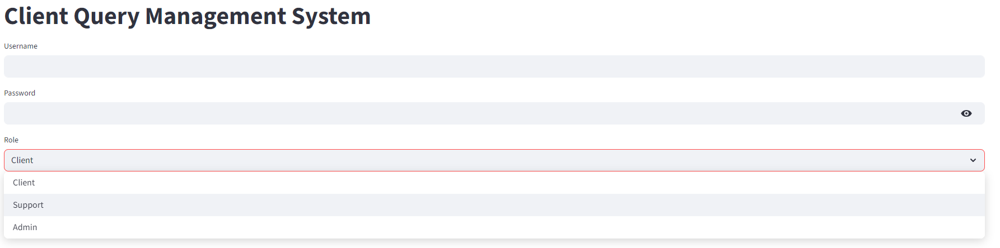 Client Query Management System
Username
Password
Role
Client
Client
Support
Admin